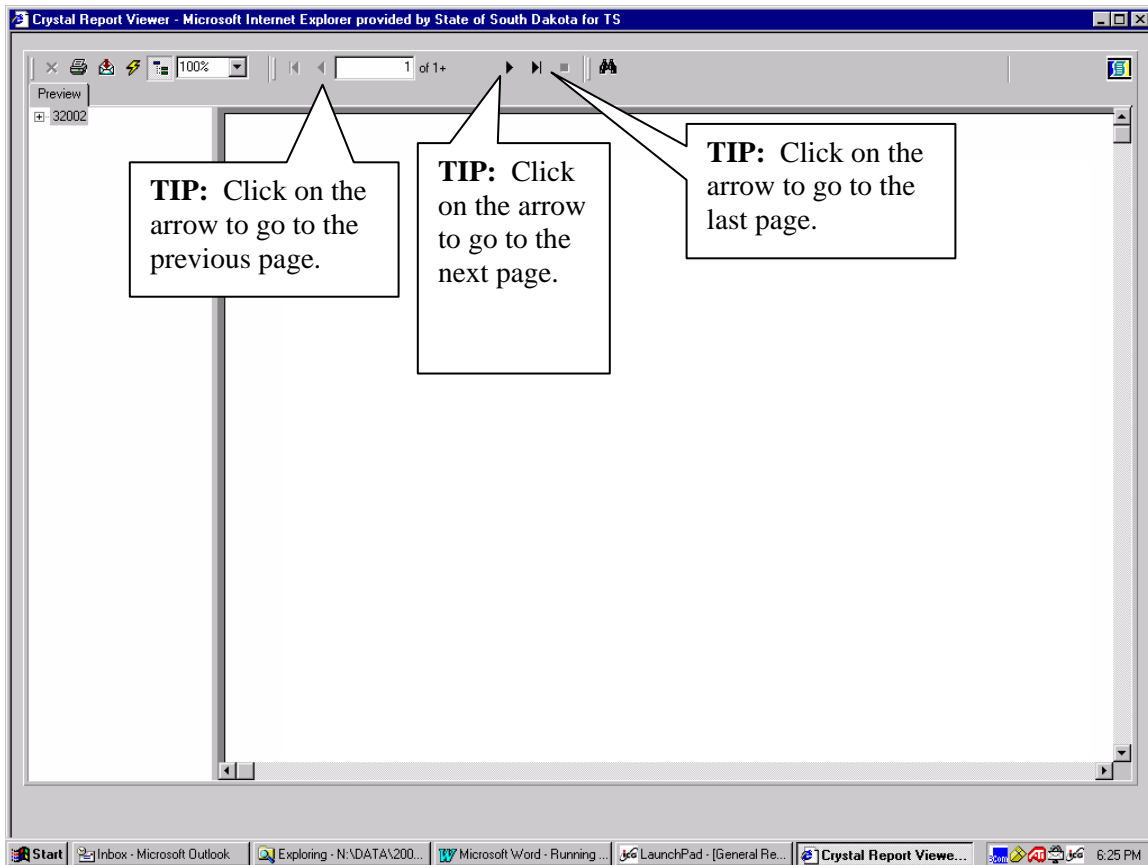 Crystal Report Viewer - Microsoft Internet Explorer provided by State of South Dakota for TS
100%
1 of 1+
Preview
32002
TIP: Click on the
arrow to go to the
previous page.
TIP: Click
on the arrow
to go to the
next page.
TIP: Click on the
arrow to go to the
last page.
Start
Inbox - Microsoft Outlook
Exploring - N:\DATA\200...
Microsoft Word - Running ...
LaunchPad - [General Re...
Crystal Report Viewe...
6:25 PM